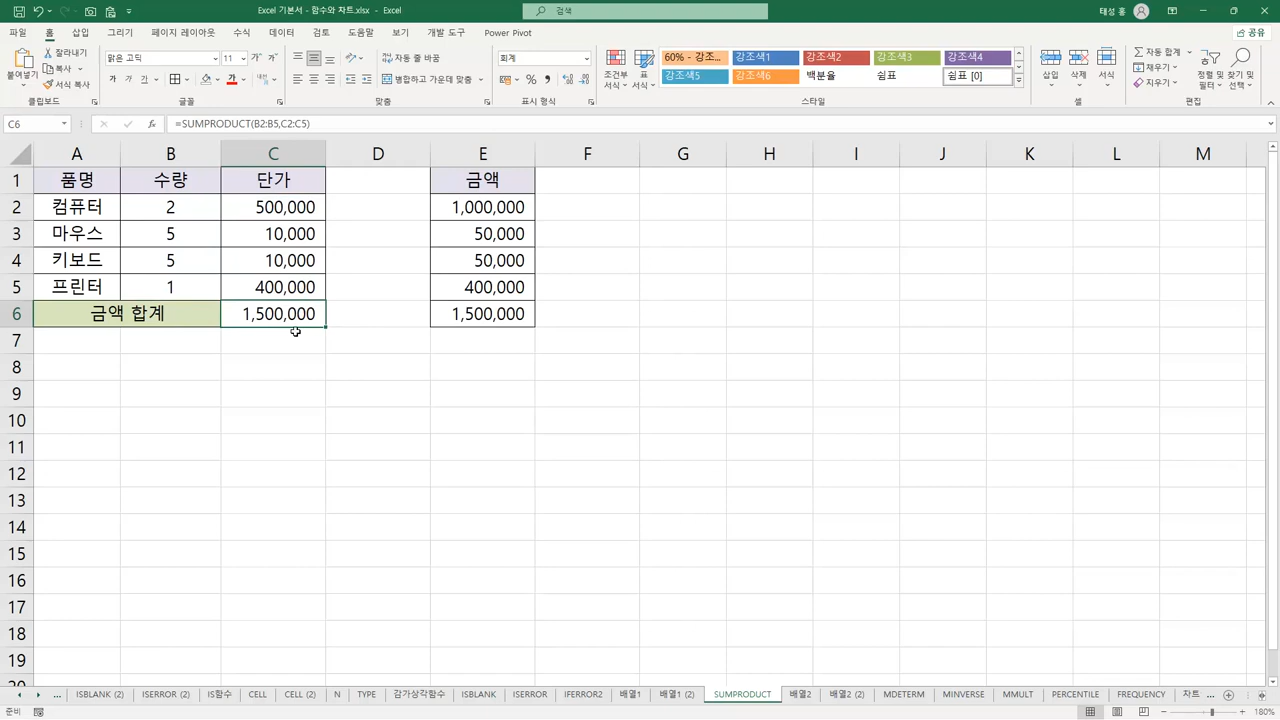 Excel 기본서 - 함수와 차트.xlsx - Excel
검색
태성 홍
파일 홈 삽입 그리기 페이지 레이아웃 수식 데이터 검토 도움말 보기 개발 도구 Power Pivot
공유
붙여넣기
잘라내기
복사
서식 복사
클립보드
맑은 고딕
11
글꼴
자동 줄 바꿈
병합하고 가운데 맞춤
맞춤
회계
표시 형식
조건부 서식
표 서식
60% - 강조... 강조색1 강조색2 강조색3 강조색4
강조색5 강조색6 백분율 쉼표 쉼표 [0]
스타일
삽입 삭제 서식
셀
자동 합계
채우기
지우기
정렬 및 필터
찾기 및 선택
편집
C6
=SUMPRODUCT(B2:B5,C2:C5)
A B C D E F G H I J K L M
1 품명 수량 단가 금액
2 컴퓨터 2 500,000 1,000,000
3 마우스 5 10,000 50,000
4 키보드 5 10,000 50,000
5 프린터 1 400,000 400,000
6 금액 합계 1,500,000 1,500,000
7
8
9
10
11
12
13
14
15
16
17
18
19
20
... ISBLANK (2) ISERROR (2) IS함수 CELL CELL (2) N TYPE 감가상각함수 ISBLANK ISERROR IFERROR2 배열1 배열1 (2) SUMPRODUCT 배열2 배열2 (2) MDETERM MINVERSE MMULT PERCENTILE FREQUENCY 차트 ...
준비
180%